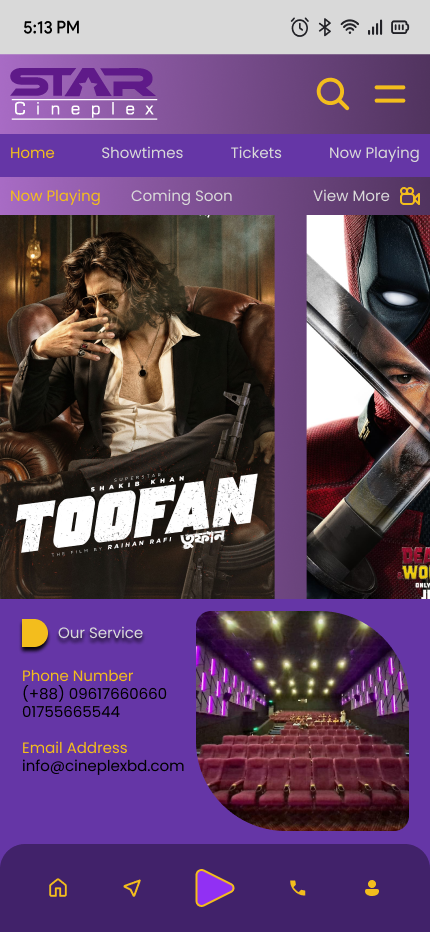 5:13 PM
STAR
Cineplex
Home Showtimes Tickets Now Playing
Now Playing Coming Soon View More
SUPERSTAR
SHAKIB KHAN
TOOFAN
THE FILM BY RAIHAN RAFI তুফান
Our Service
Phone Number
(+88) 09617660660
01755665544
Email Address
info@cineplexbd.com